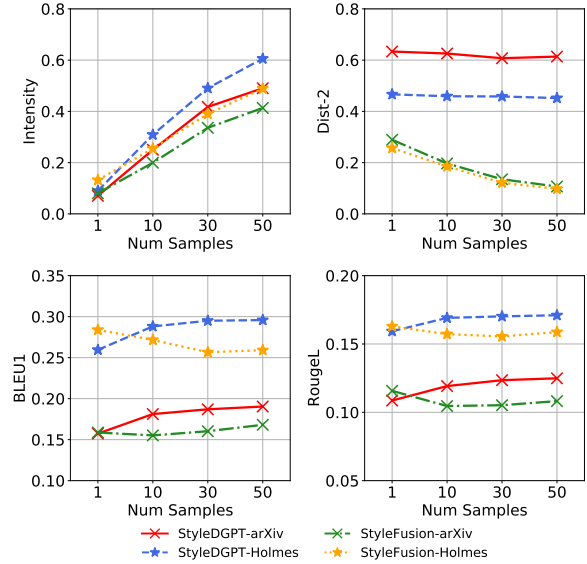 0.8
0.6
0.4
0.2
0.0
Intensity
1 10 30 50
Num Samples
0.8
0.6
0.4
0.2
0.0
Dist-2
1 10 30 50
Num Samples
0.35
0.30
0.25
0.20
0.15
0.10
BLEU1
1 10 30 50
Num Samples
0.20
0.15
0.10
0.05
RougeL
1 10 30 50
Num Samples
StyleDGPT-arXiv StyleFusion-arXiv
StyleDGPT-Holmes StyleFusion-Holmes